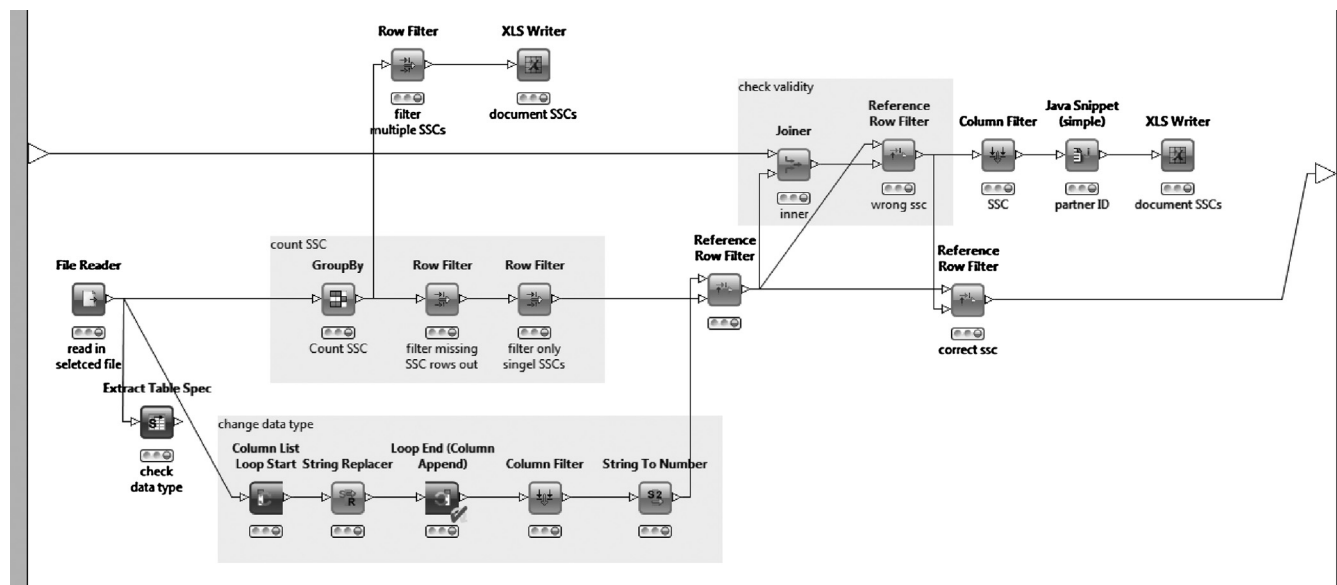 Row Filter
filter
multiple SSCs
XLS Writer
document SSCs
check validity
Joiner
inner
Reference
Row Filter
wrong ssc
Column Filter
SSC
Java Snippet
(simple)
partner ID
XLS Writer
document SSCs
File Reader
read in
seletced file
count SSC
GroupBy
Count SSC
Row Filter
filter missing
SSC rows out
Row Filter
filter only
singel SSCs
Reference
Row Filter
Reference
Row Filter
correct ssc
Extract Table Spec
S
check
data type
change data type
Column List
Loop Start
String Replacer
R
Loop End (Column
Append)
Column Filter
String To Number
S2